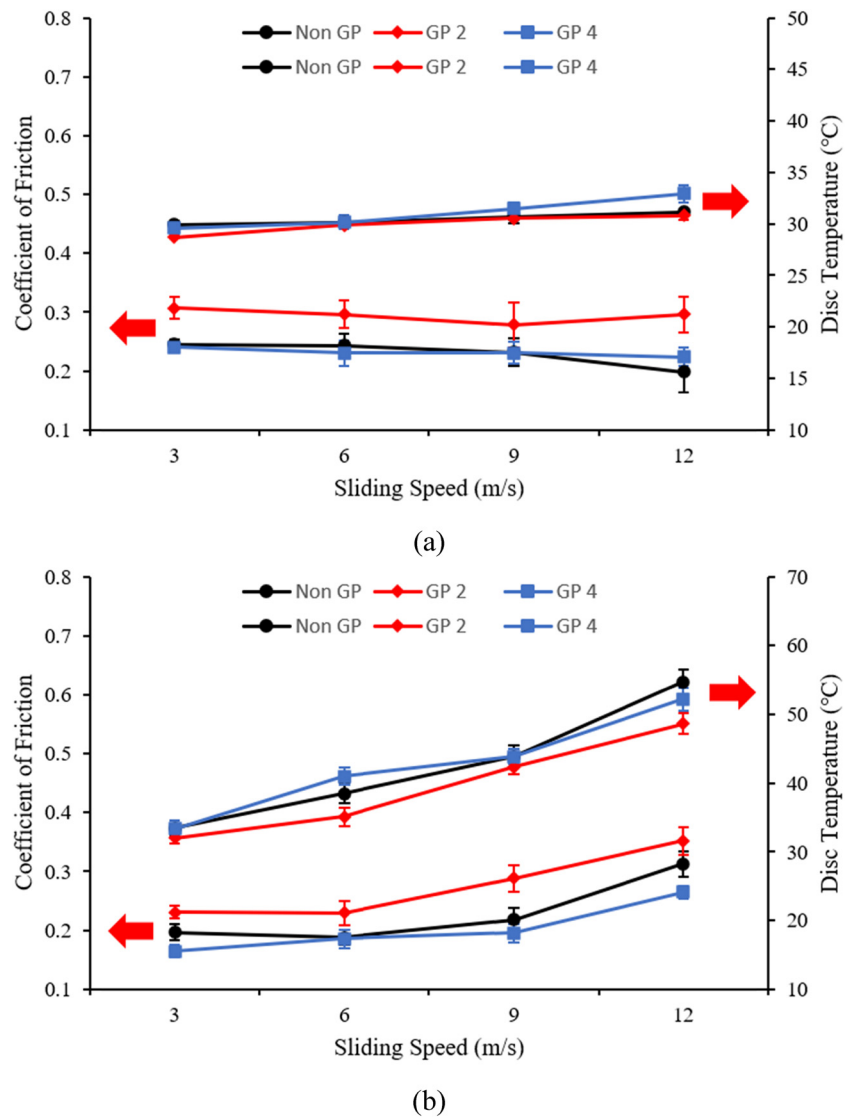 Non GP GP 2 GP 4
Non GP GP 2 GP 4
Coefficient of Friction
0.8
0.7
0.6
0.5
0.4
0.3
0.2
0.1
50
45
40
35
30
25
20
15
10
Disc Temperature (°C)
3 6 9 12
Sliding Speed (m/s)
(a)
Non GP GP 2 GP 4
Non GP GP 2 GP 4
Coefficient of Friction
0.8
0.7
0.6
0.5
0.4
0.3
0.2
0.1
70
60
50
40
30
20
10
Disc Temperature (°C)
3 6 9 12
Sliding Speed (m/s)
(b)